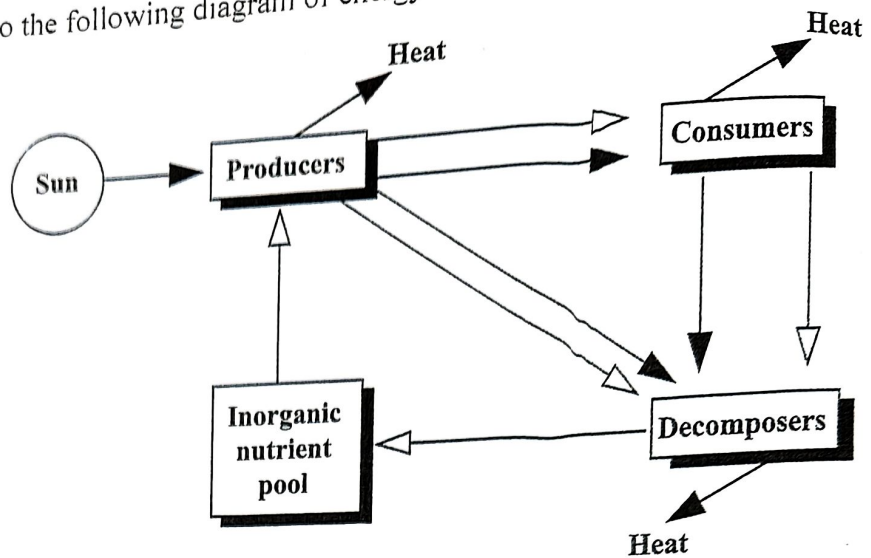 o the following diagram of energy
Heat
Heat
Sun
Producers
Consumers
Inorganic
nutrient
pool
Decomposers
Heat